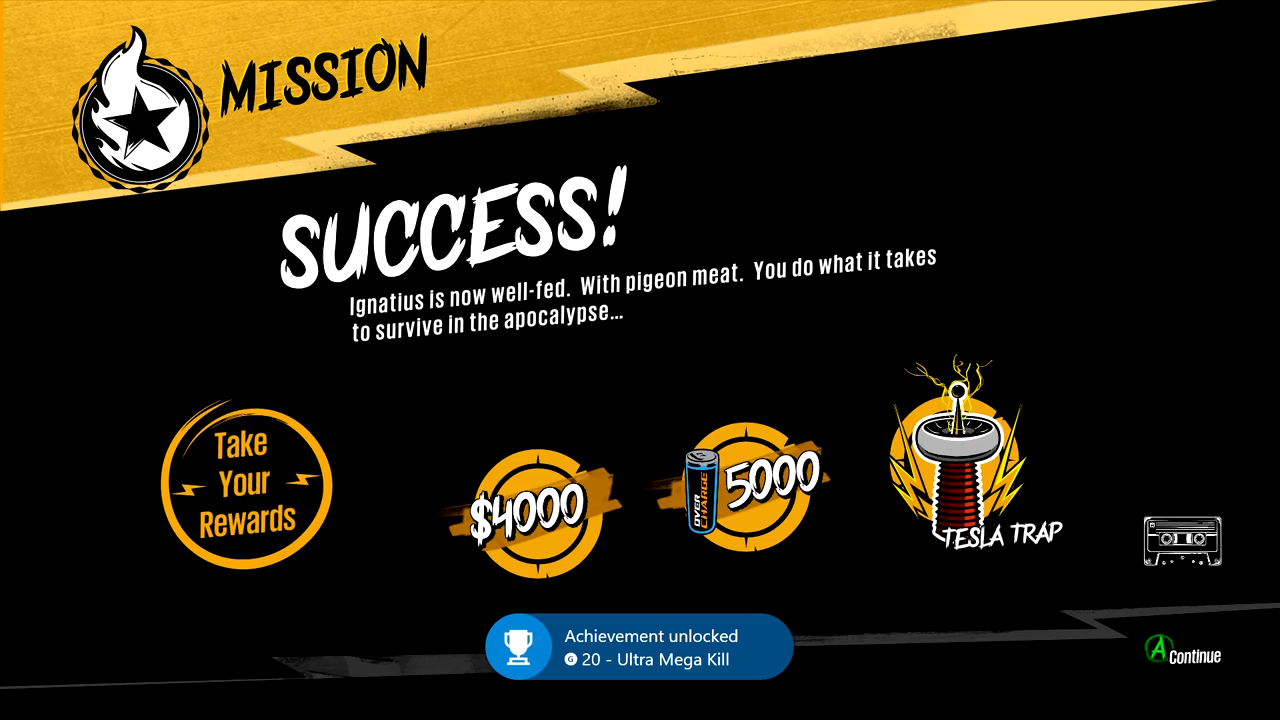 MISSION
SUCCESS!
Ignatius is now well-fed. With pigeon meat. You do what it takes
to survive in the apocalypse...
Take
Your
Rewards
$4000
OVER
CHARGE
5000
TESLA TRAP
Achievement unlocked
G 20 - Ultra Mega Kill
A Continue